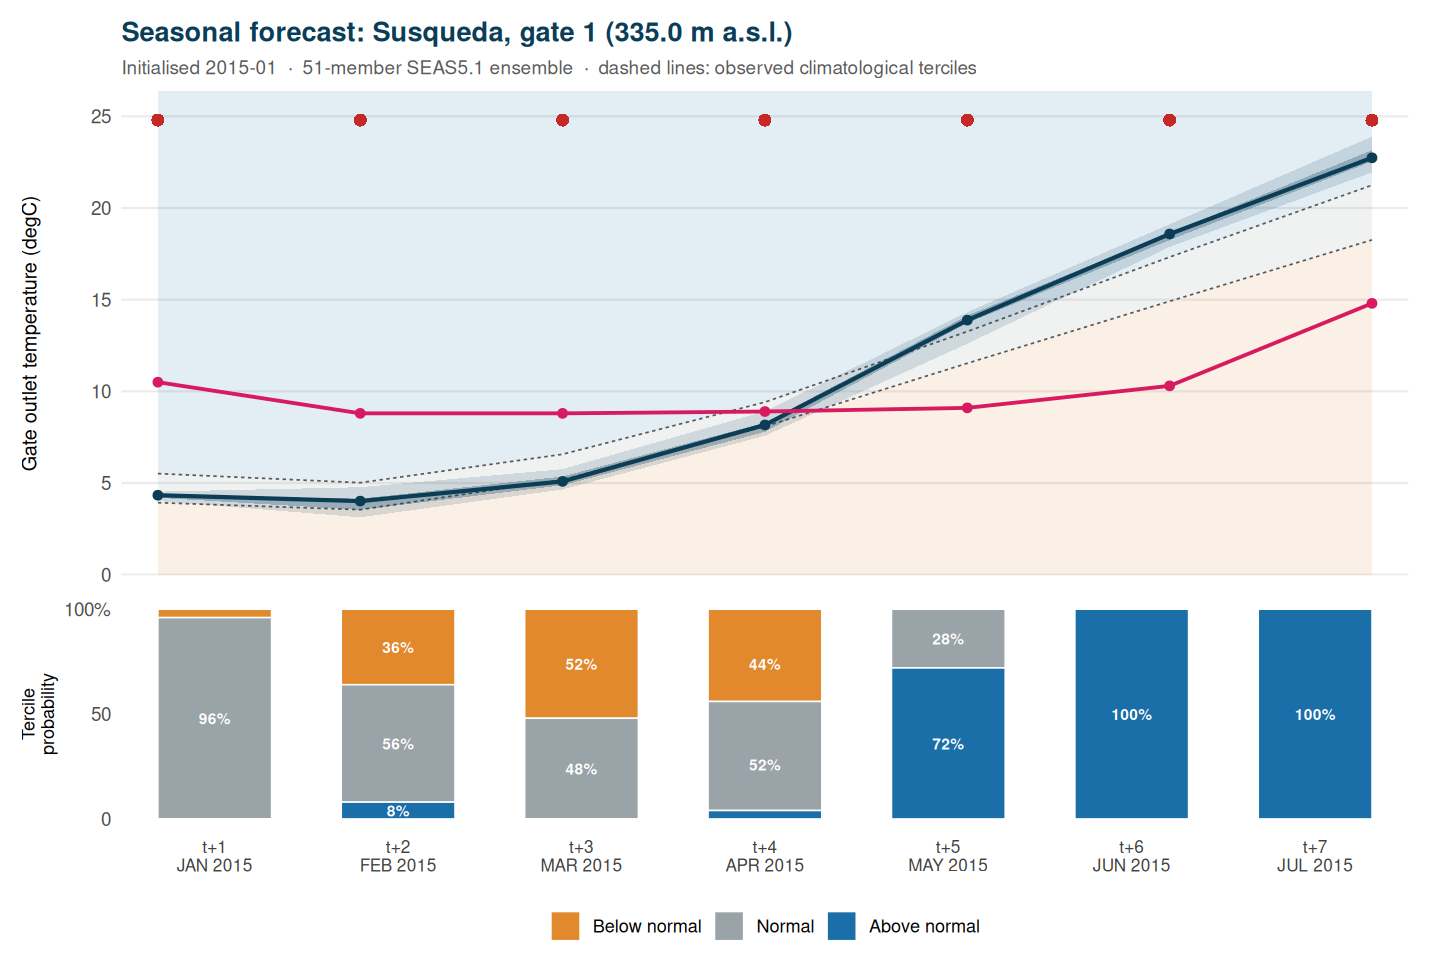 Seasonal forecast: Susqueda, gate 1 (335.0 m a.s.l.)
Initialised 2015-01 · 51-member SEAS5.1 ensemble · dashed lines: observed climatological terciles
Gate outlet temperature (degC)
25
20
15
10
5
0
Tercile
probability
100%
50
0
96%
36%
56%
8%
52%
48%
44%
52%
28%
72%
100%
100%
t+1
JAN 2015
t+2
FEB 2015
t+3
MAR 2015
t+4
APR 2015
t+5
MAY 2015
t+6
JUN 2015
t+7
JUL 2015
Below normal
Normal
Above normal